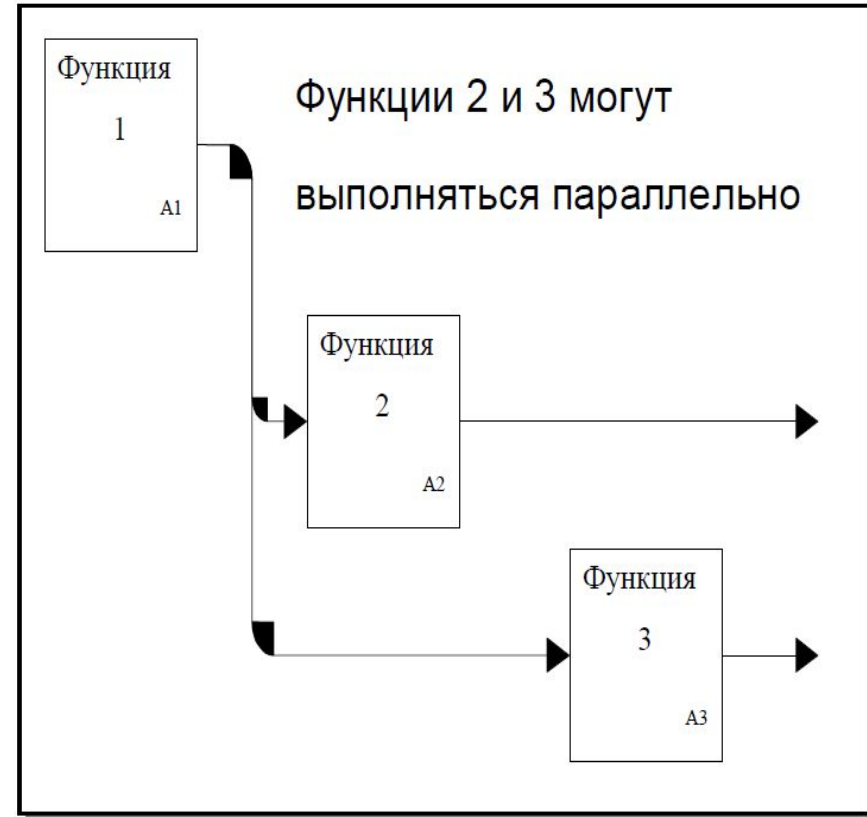 Функция
1
A1
Функции 2 и 3 могут
выполняться параллельно
Функция
2
A2
Функция
3
A3